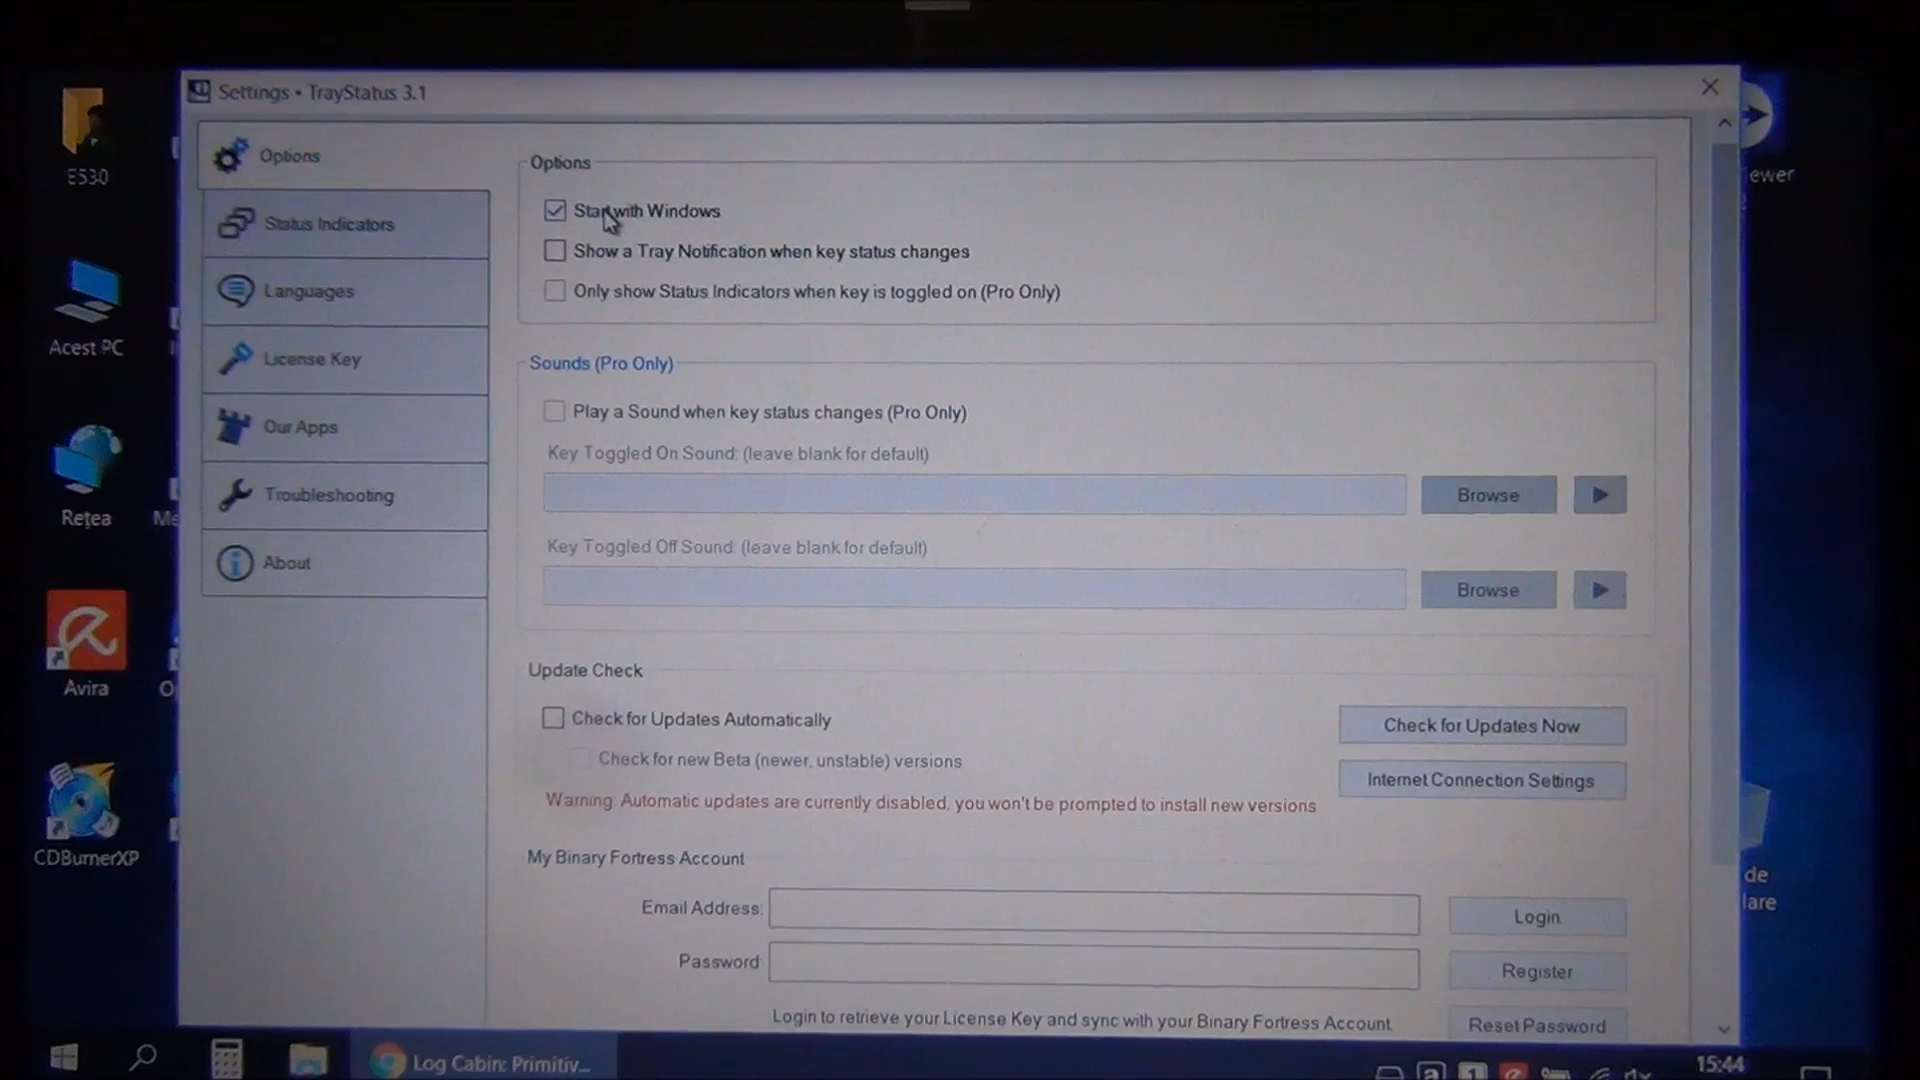 Settings • TrayStatus 3.1
E530
Acest PC
Rețea
Avira
CDBurnerXP
Options
Status Indicators
Languages
License Key
Our Apps
Troubleshooting
About
Options
Start with Windows
Show a Tray Notification when key status changes
Only show Status Indicators when key is toggled on (Pro Only)
Sounds (Pro Only)
Play a Sound when key status changes (Pro Only)
Key Toggled On Sound: (leave blank for default)
Browse
Key Toggled Off Sound: (leave blank for default)
Browse
Update Check
Check for Updates Automatically
Check for Updates Now
Check for new Beta (newer, unstable) versions
Internet Connection Settings
Warning: Automatic updates are currently disabled, you won't be prompted to install new versions
My Binary Fortress Account
Email Address:
Login
Password
Register
Login to retrieve your License Key and sync with your Binary Fortress Account
Reset Password
ewer
de
lare
Log Cabin: Primitiv...
15:44